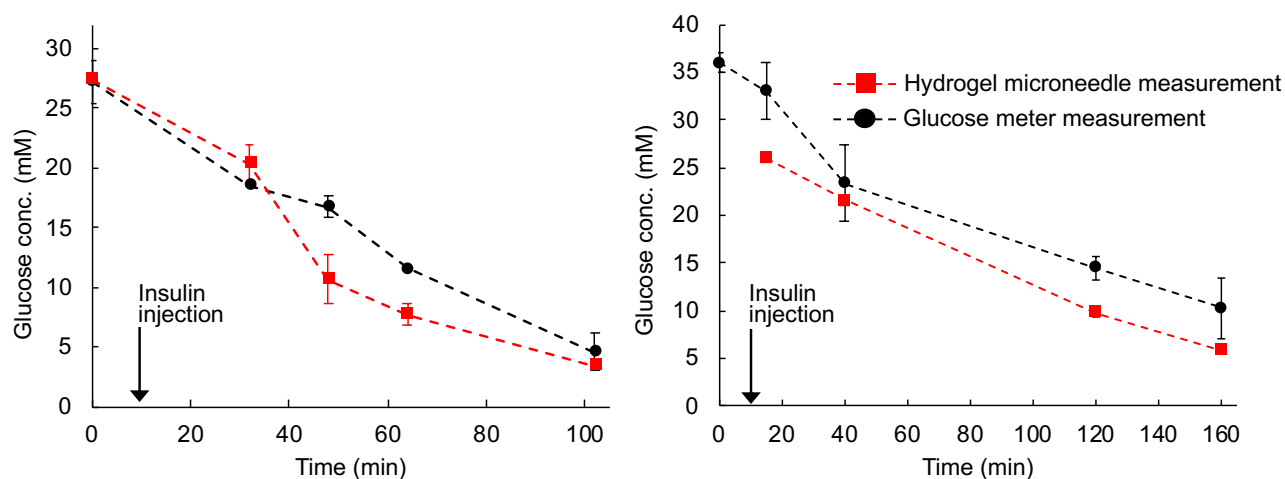 30
25
20
15
10
5
0
Glucose conc. (mM)
Insulin
injection
0 20 40 60 80 100
Time (min)
40
35
30
25
20
15
10
5
0
Glucose conc. (mM)
Hydrogel microneedle measurement
Glucose meter measurement
Insulin
injection
0 20 40 60 80 100 120 140 160
Time (min)